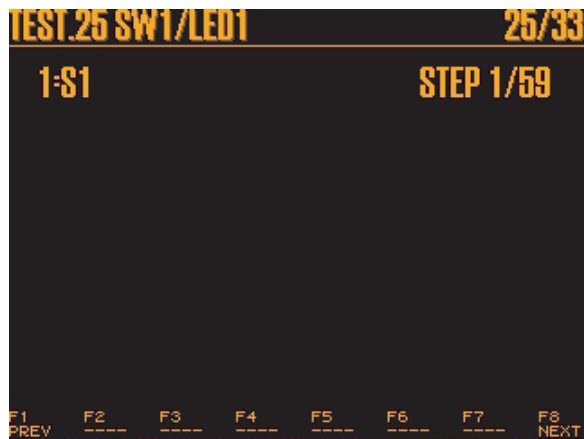 TEST.25 SW1/LED1 25/33
1:S1 STEP 1/59
F1 F2 F3 F4 F5 F6 F7 F8
PREV ---- ---- ---- ---- ---- ---- NEXT